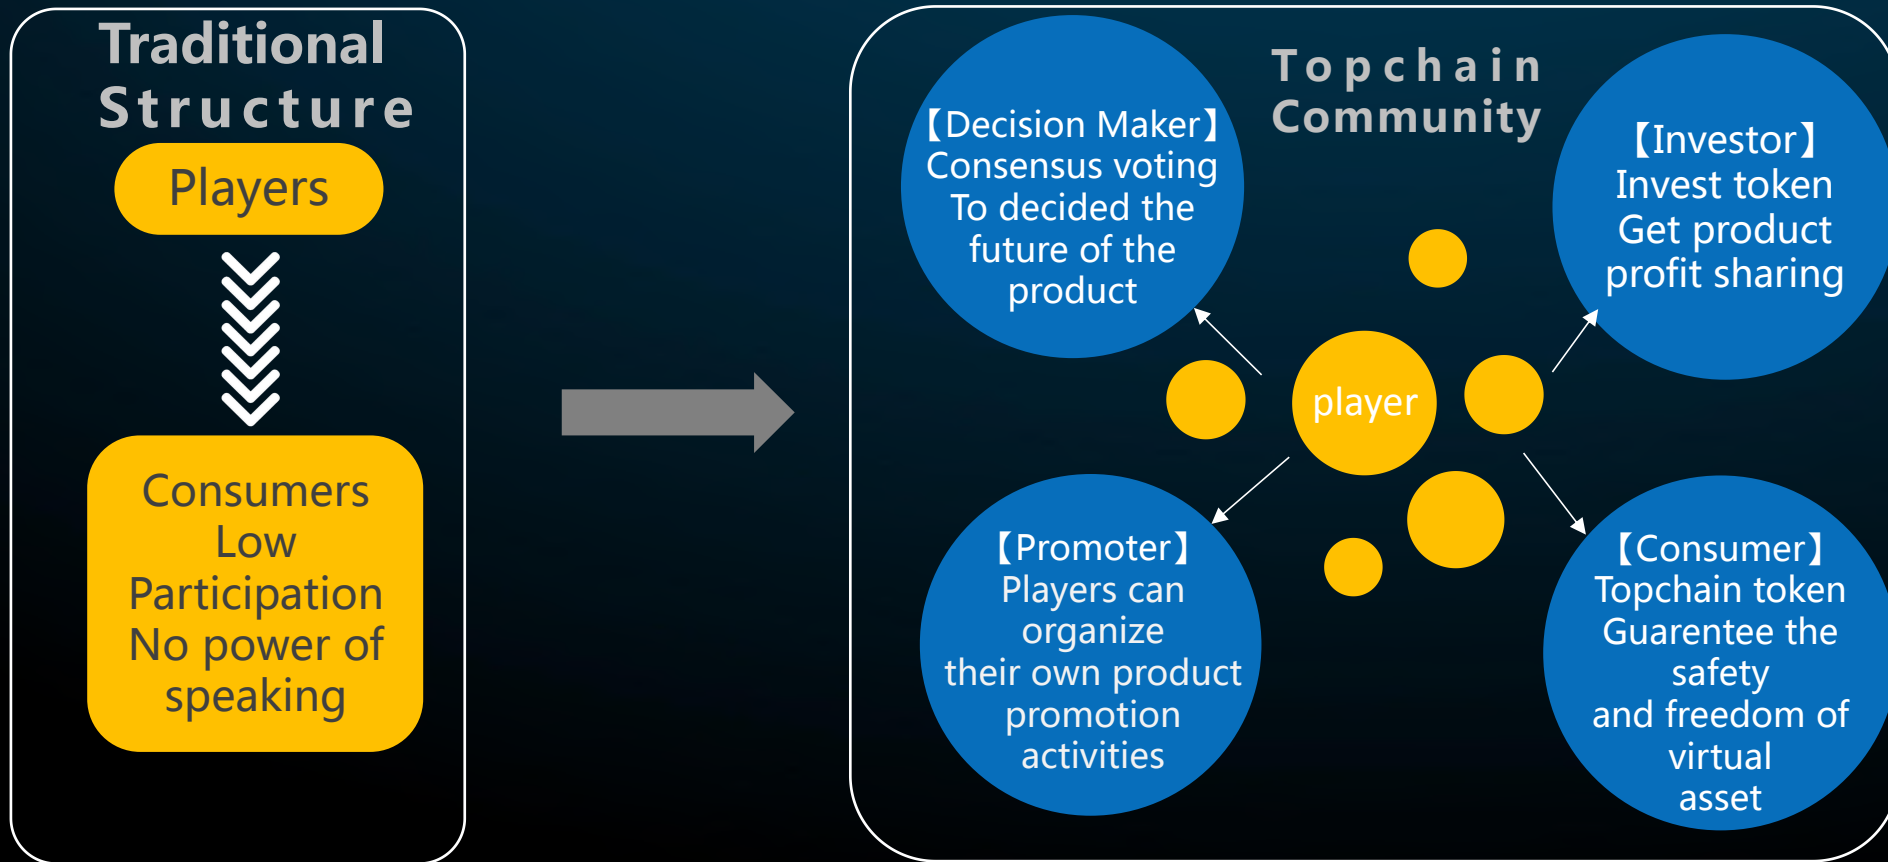 Traditional
Structure
Players
Consumers
Low
Participation
No power of
speaking
Topchain
Community
【Decision Maker】
Consensus voting
To decided the
future of the
product
【Investor】
Invest token
Get product
profit sharing
player
【Promoter】
Players can
organize
their own product
promotion
activities
【Consumer】
Topchain token
Guarentee the
safety
and freedom of
virtual
asset